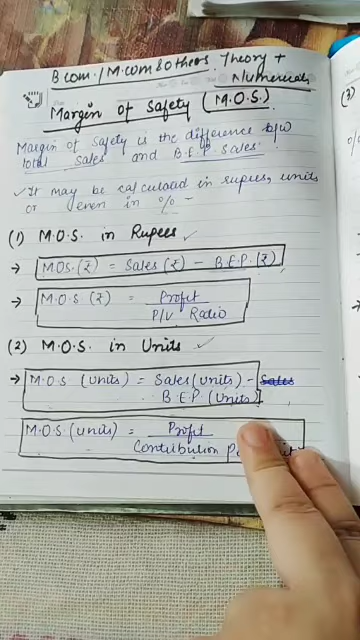 B com. / M.com & others Theory +
Numericals
Margin of Safety (M.O.S.)
Margin of Safety is the difference b/w
total Sales and B.E.P Sales
✓ It may be calculated in rupees, units
or even in % -
(1) M.O.S. in Rupees ✓
→ MOS. (₹) = Sales (₹) - B.E.P. (₹)
→ M.O.S (₹) = Profit
P/V Ratio
(2) M.O.S. in Units ✓
→ M.O.S (Units) = Sales (Units) - Sales
B.E.P (Units)
M.O.S. (Units) = Profit
Contribution
(3)